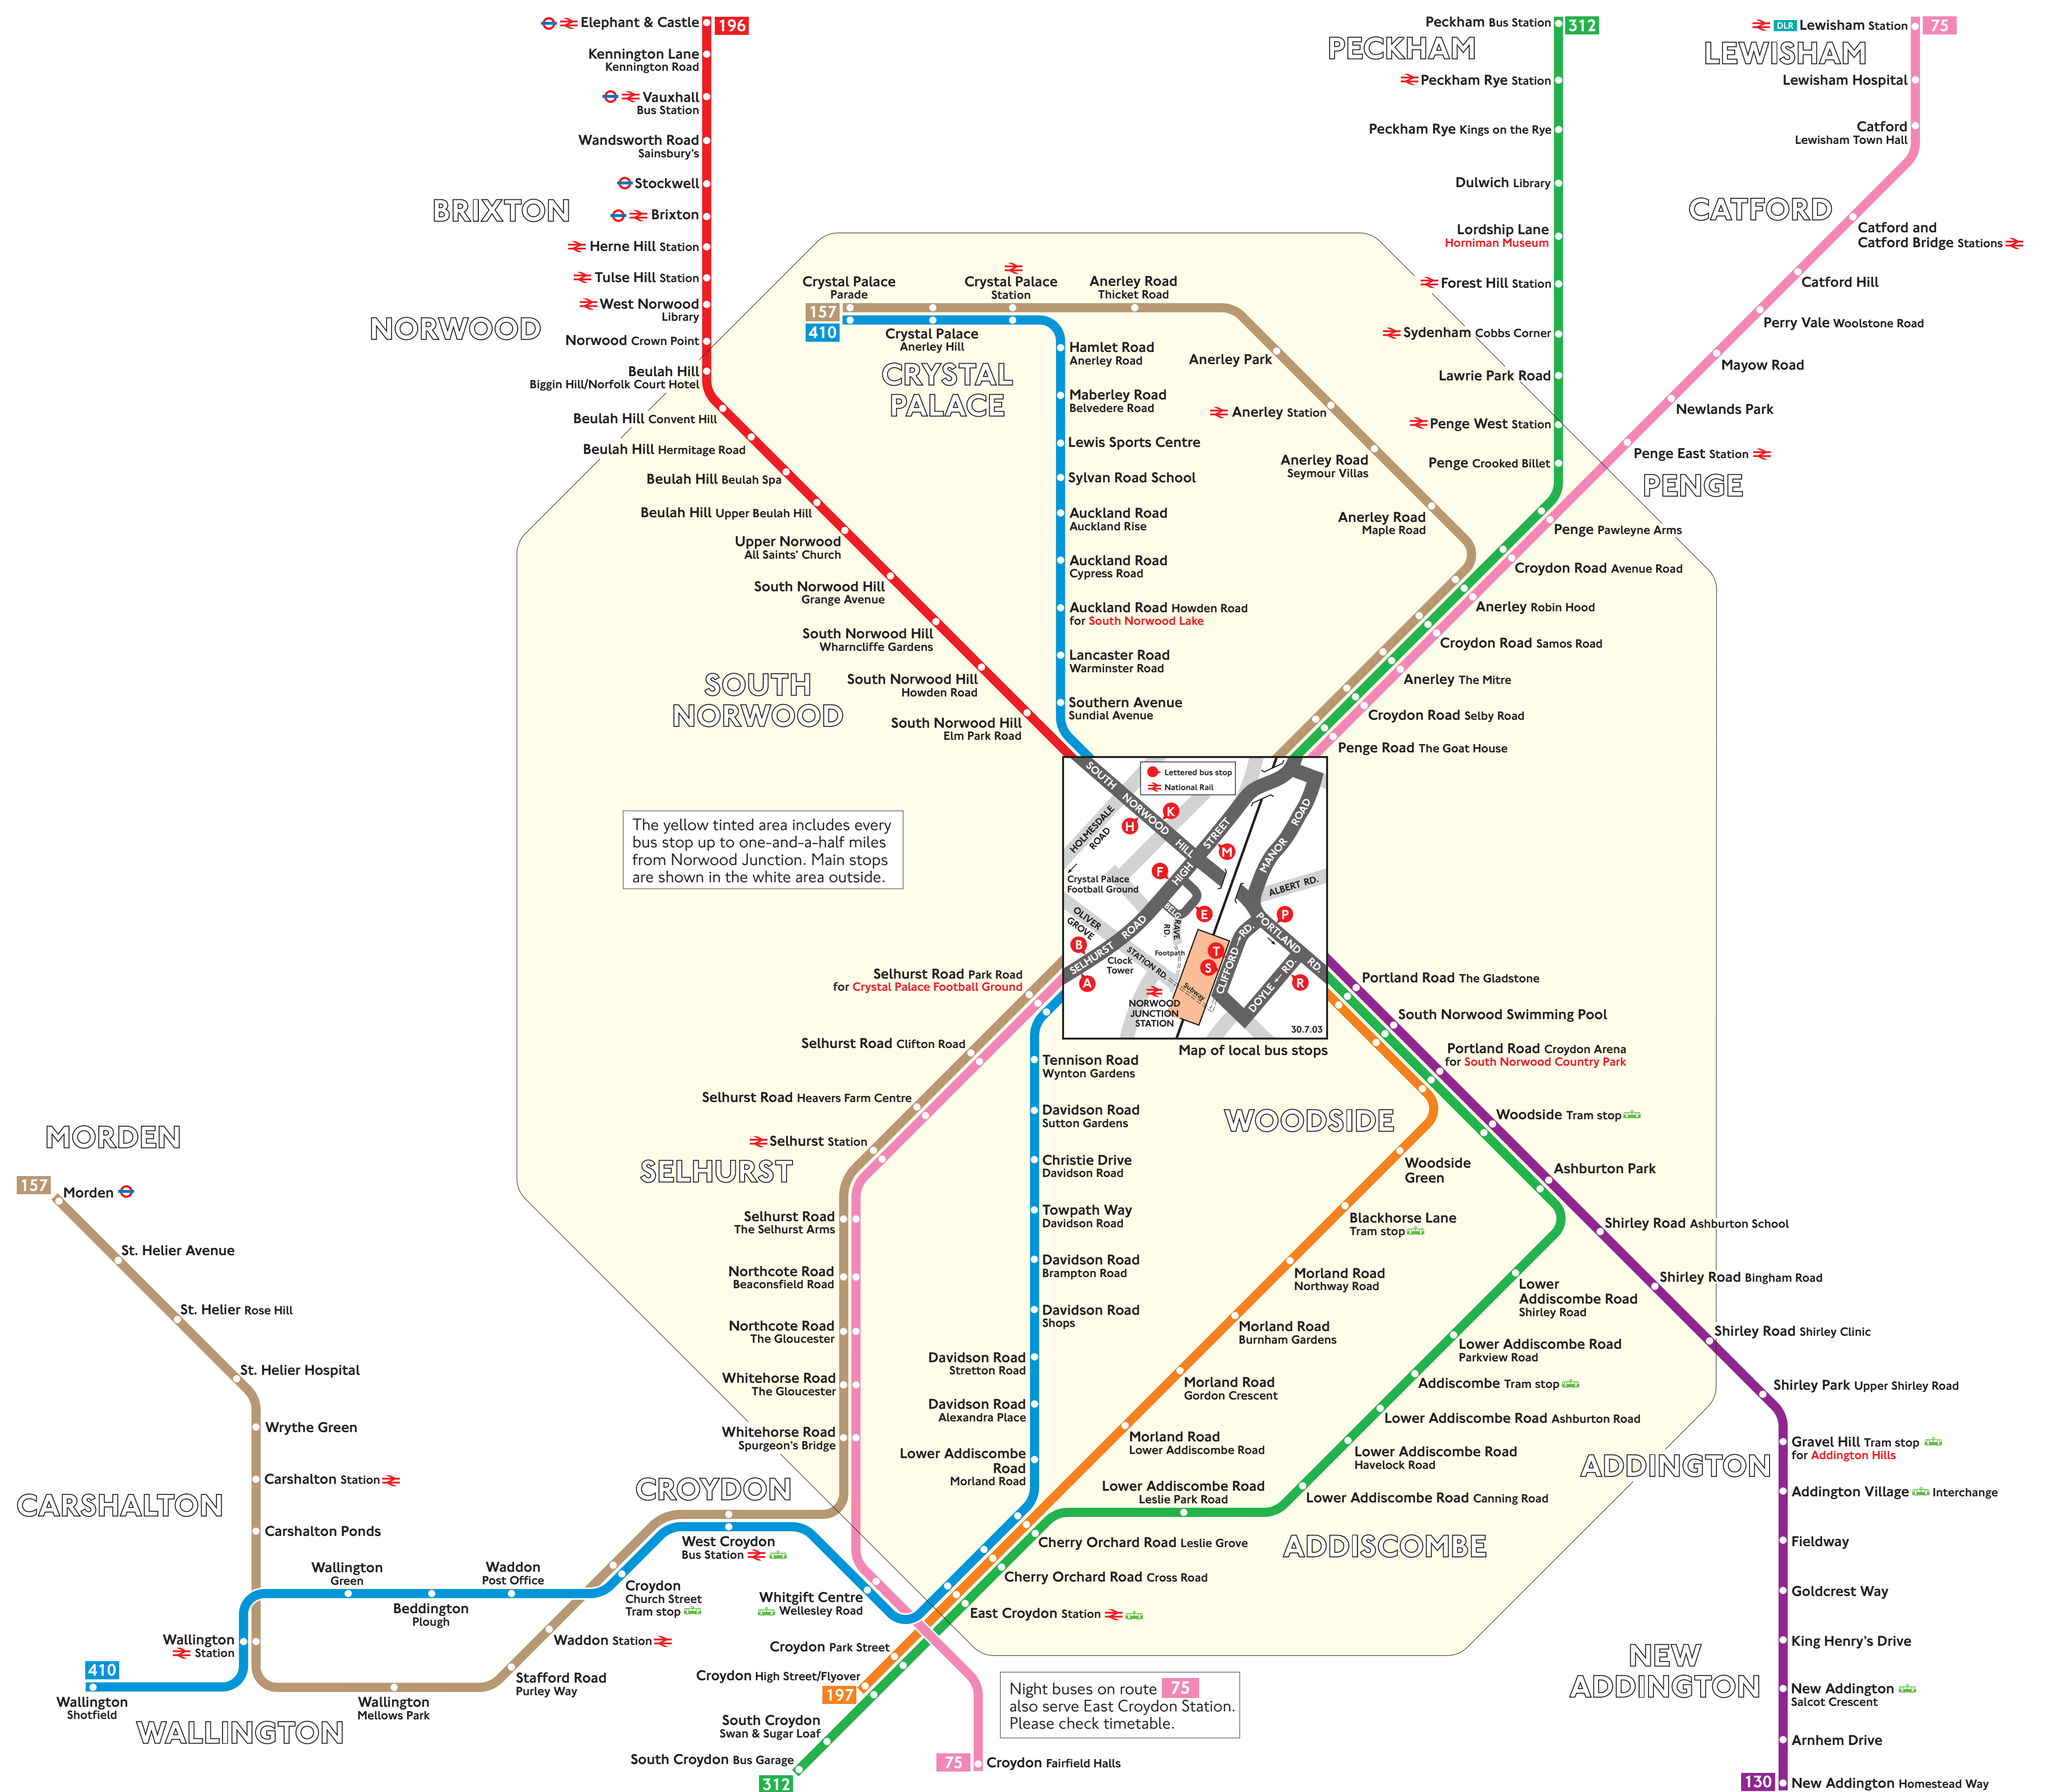 Elephant & Castle
196
Kennington Lane
Kennington Road
Vauxhall
Bus Station
Wandsworth Road
Sainsbury's
Stockwell
BRIXTON
Brixton
Herne Hill Station
Tulse Hill Station
West Norwood
Library
NORWOOD
Norwood Crown Point
Beulah Hill
Biggin Hill/Norfolk Court Hotel
Beulah Hill Convent Hill
Beulah Hill Hermitage Road
Beulah Hill Beulah Spa
Beulah Hill Upper Beulah Hill
Upper Norwood
All Saints' Church
South Norwood Hill
Grange Avenue
South Norwood Hill
Wharncliffe Gardens
South Norwood Hill
Howden Road
South Norwood Hill
Elm Park Road
SOUTH
NORWOOD
Peckham Bus Station
312
PECKHAM
Peckham Rye Station
Peckham Rye Kings on the Rye
Dulwich Library
Lordship Lane
Horniman Museum
Forest Hill Station
Sydenham Cobbs Corner
Lawrie Park Road
Penge West Station
Penge Crooked Billet
DLR Lewisham Station
75
LEWISHAM
Lewisham Hospital
Catford
Lewisham Town Hall
CATFORD
Catford and
Catford Bridge Stations
Catford Hill
Perry Vale Woolstone Road
Mayow Road
Newlands Park
Penge East Station
PENGE
Penge Pawleyne Arms
Croydon Road Avenue Road
Anerley Robin Hood
Croydon Road Samos Road
Anerley The Mitre
Croydon Road Selby Road
Penge Road The Goat House
Crystal Palace
Parade
Crystal Palace
Station
Anerley Road
Thicket Road
157
410
Crystal Palace
Anerley Hill
CRYSTAL
PALACE
Anerley Park
Anerley Station
Anerley Road
Seymour Villas
Anerley Road
Maple Road
Hamlet Road
Anerley Road
Maberley Road
Belvedere Road
Lewis Sports Centre
Sylvan Road School
Auckland Road
Auckland Rise
Auckland Road
Cypress Road
Auckland Road Howden Road
for South Norwood Lake
Lancaster Road
Warminster Road
Southern Avenue
Sundial Avenue
The yellow tinted area includes every
bus stop up to one-and-a-half miles
from Norwood Junction. Main stops
are shown in the white area outside.
Lettered bus stop
National Rail
SOUTH NORWOOD HILL
HOLMESDALE
ROAD
H
K
HIGH STREET
M
MANOR ROAD
F
Crystal Palace
Football Ground
ALBERT RD.
OLIVER
GROVE
BELGRAVE
RD.
E
P
PORTLAND RD.
B
SELHURST ROAD
A
Clock
Tower
STATION RD.
Footpath
T
S
CLIFFORD RD.
DOYLE RD.
R
Subway
NORWOOD
JUNCTION
STATION
30.7.03
Map of local bus stops
Selhurst Road Park Road
for Crystal Palace Football Ground
Selhurst Road Clifton Road
Selhurst Road Heavers Farm Centre
Selhurst Station
SELHURST
Selhurst Road
The Selhurst Arms
Northcote Road
Beaconsfield Road
Northcote Road
The Gloucester
Whitehorse Road
The Gloucester
Whitehorse Road
Spurgeon's Bridge
Tennison Road
Wynton Gardens
Davidson Road
Sutton Gardens
Christie Drive
Davidson Road
Towpath Way
Davidson Road
Davidson Road
Brampton Road
Davidson Road
Shops
Davidson Road
Stretton Road
Davidson Road
Alexandra Place
Lower Addiscombe
Road
Morland Road
Portland Road The Gladstone
South Norwood Swimming Pool
Portland Road Croydon Arena
for South Norwood Country Park
Woodside Tram stop
WOODSIDE
Ashburton Park
Woodside
Green
Blackhorse Lane
Tram stop
Morland Road
Northway Road
Morland Road
Burnham Gardens
Morland Road
Gordon Crescent
Morland Road
Lower Addiscombe Road
Shirley Road Ashburton School
Shirley Road Bingham Road
Shirley Road Shirley Clinic
Shirley Park Upper Shirley Road
Lower
Addiscombe Road
Shirley Road
Lower Addiscombe Road
Parkview Road
Addiscombe Tram stop
Lower Addiscombe Road Ashburton Road
Lower Addiscombe Road
Havelock Road
Lower Addiscombe Road Canning Road
Lower Addiscombe Road
Leslie Park Road
ADDISCOMBE
Cherry Orchard Road Leslie Grove
Cherry Orchard Road Cross Road
East Croydon Station
Gravel Hill Tram stop
for Addington Hills
ADDINGTON
Addington Village Interchange
Fieldway
Goldcrest Way
King Henry's Drive
NEW
ADDINGTON
New Addington
Salcot Crescent
Arnhem Drive
130
New Addington Homestead Way
MORDEN
157
Morden
St. Helier Avenue
St. Helier Rose Hill
St. Helier Hospital
Wrythe Green
Carshalton Station
CARSHALTON
Carshalton Ponds
Wallington
Green
Waddon
Post Office
Beddington
Plough
Wallington
Station
410
Wallington
Shotfield
WALLINGTON
Wallington
Mellows Park
Stafford Road
Purley Way
Waddon Station
Croydon
Church Street
Tram stop
CROYDON
West Croydon
Bus Station
Whitgift Centre
Wellesley Road
Croydon Park Street
Croydon High Street/Flyover
197
South Croydon
Swan & Sugar Loaf
South Croydon Bus Garage
312
Night buses on route 75
also serve East Croydon Station.
Please check timetable.
75
Croydon Fairfield Halls